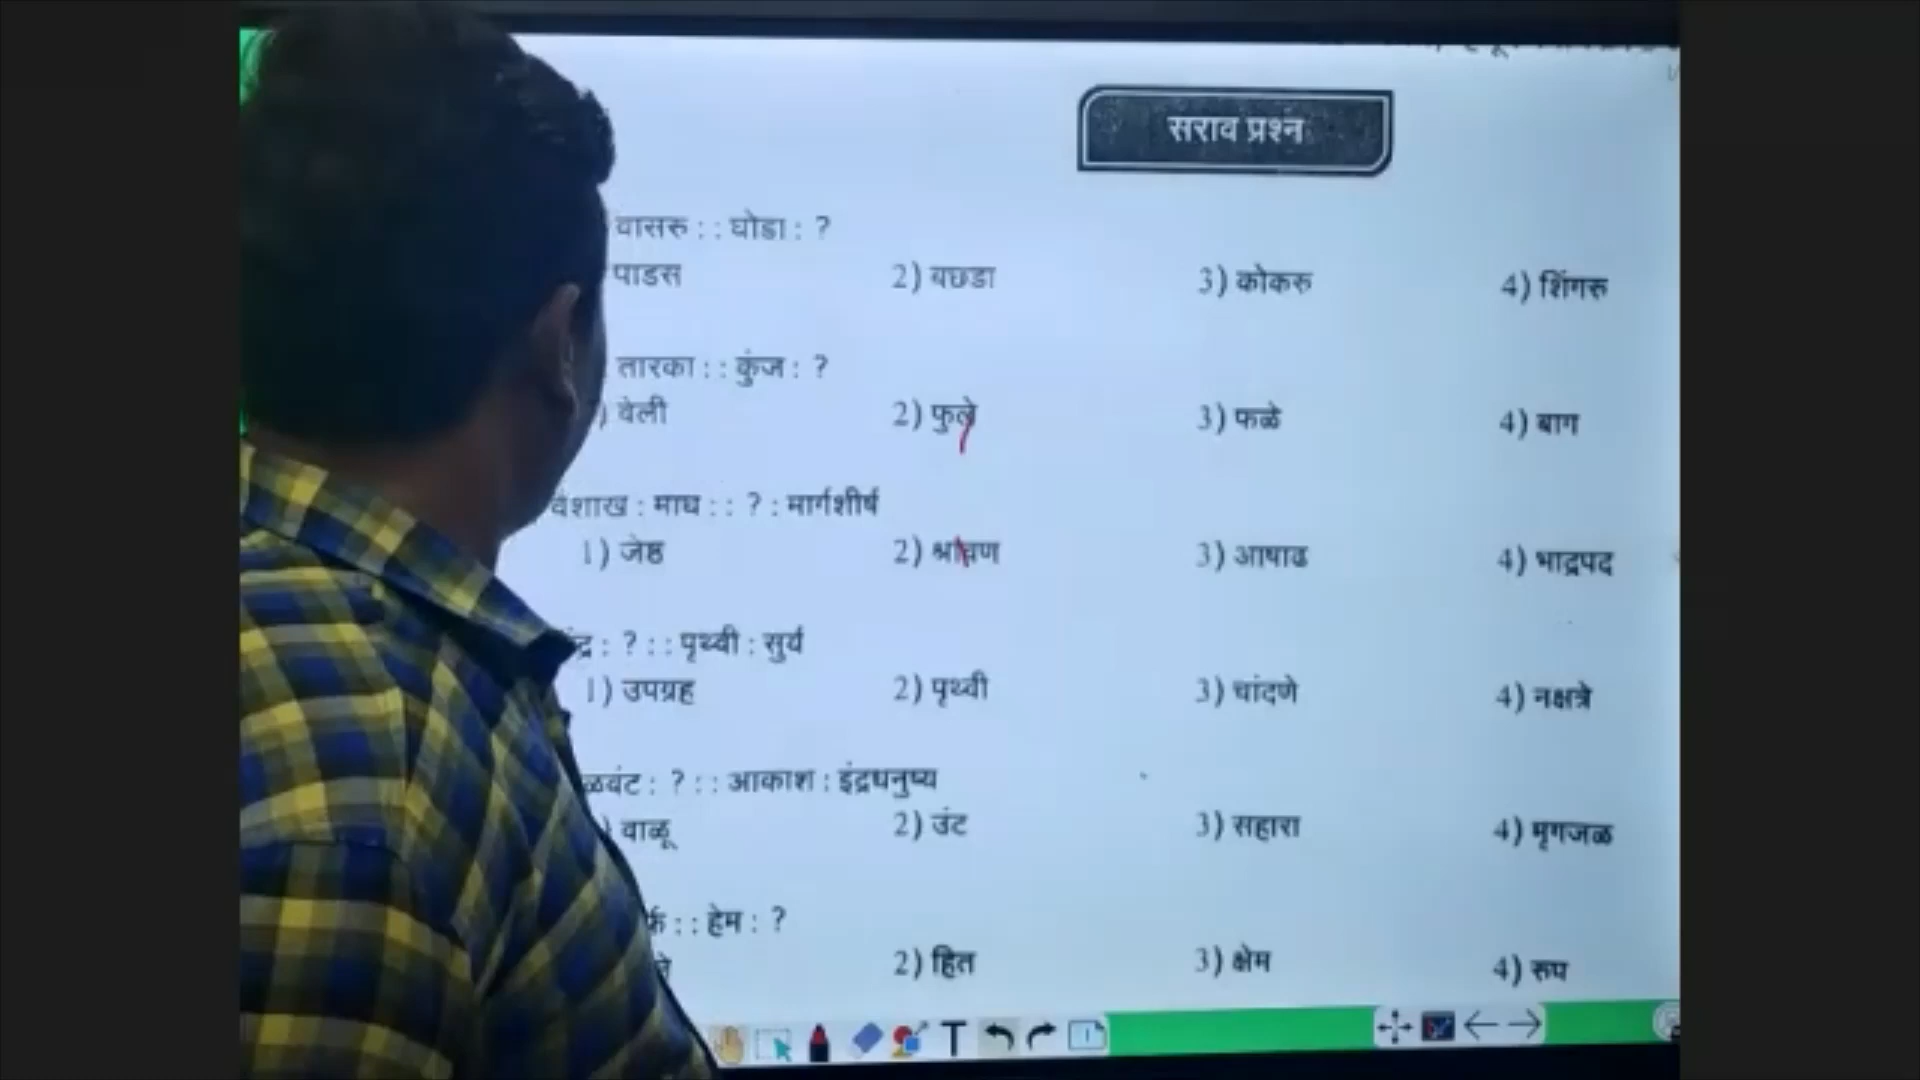 सराव प्रश्न
वासरु : : घोडा : ?
पाडस 2) बछडा 3) कोकरु 4) शिंगरु
तारका : : कुंज : ?
) वेली 2) फुले 3) फळे 4) बाग
वैशाख : माघ : : ? : मार्गशीर्ष
1) जेष्ठ 2) श्रावण 3) आषाढ 4) भाद्रपद
: ? : : पृथ्वी : सुर्य
1) उपग्रह 2) पृथ्वी 3) चांदणे 4) नक्षत्रे
ळवंट : ? : : आकाश : इंद्रधनुष्य
) वाळू 2) उंट 3) सहारा 4) मृगजळ
: : हेम : ?
2) हित 3) क्षेम 4) रुप
T